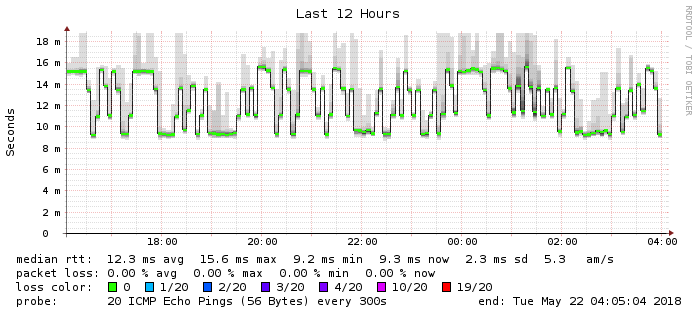 Last 12 Hours
RRDTOOL / TOBI OETIKER
Seconds
18 m
16 m
14 m
12 m
10 m
8 m
6 m
4 m
2 m
0
18:00 20:00 22:00 00:00 02:00 04:00
median rtt: 12.3 ms avg 15.6 ms max 9.2 ms min 9.3 ms now 2.3 ms sd 5.3 am/s
packet loss: 0.00 % avg 0.00 % max 0.00 % min 0.00 % now
loss color: 0 1/20 2/20 3/20 4/20 10/20 19/20
probe: 20 ICMP Echo Pings (56 Bytes) every 300s end: Tue May 22 04:05:04 2018